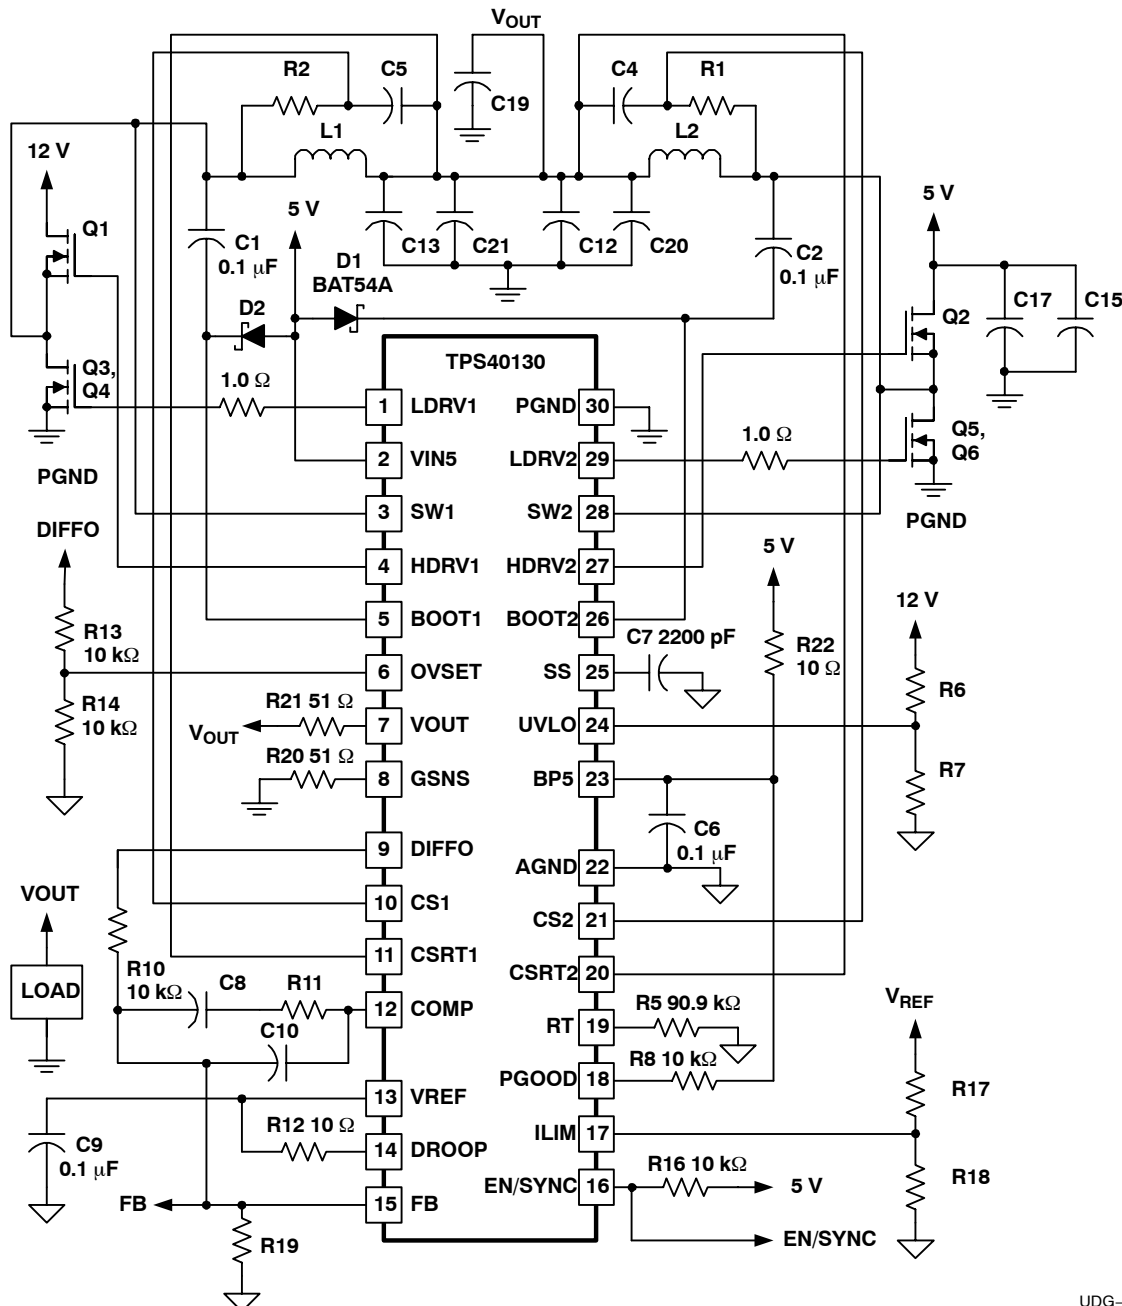 VOUT
R2
C5
C4
R1
C19
L1
L2
12 V
5 V
5 V
Q1
C1
0.1 µF
C13
C21
C12
C20
C2
0.1 µF
D1
BAT54A
D2
C17
C15
Q2
Q3,
Q4
1.0 Ω
TPS40130
1 LDRV1
PGND 30
1.0 Ω
Q5,
Q6
2 VIN5
LDRV2 29
PGND
3 SW1
SW2 28
PGND
DIFFO
5 V
4 HDRV1
HDRV2 27
12 V
5 BOOT1
BOOT2 26
R13
10 kΩ
C7 2200 pF
R22
10 Ω
6 OVSET
SS 25
R6
R14
10 kΩ
R21 51 Ω
VOUT
7 VOUT
UVLO 24
R20 51 Ω
8 GSNS
BP5 23
R7
C6
0.1 µF
9 DIFFO
AGND 22
VOUT
10 CS1
CS2 21
11 CSRT1
CSRT2 20
LOAD
R10
10 kΩ
C8
R11
12 COMP
R5 90.9 kΩ
VREF
RT 19
C10
R8 10 kΩ
PGOOD 18
13 VREF
R17
R12 10 Ω
ILIM 17
C9
0.1 µF
14 DROOP
R16 10 kΩ
EN/SYNC 16
5 V
R18
FB
15 FB
R19
EN/SYNC
UDG–